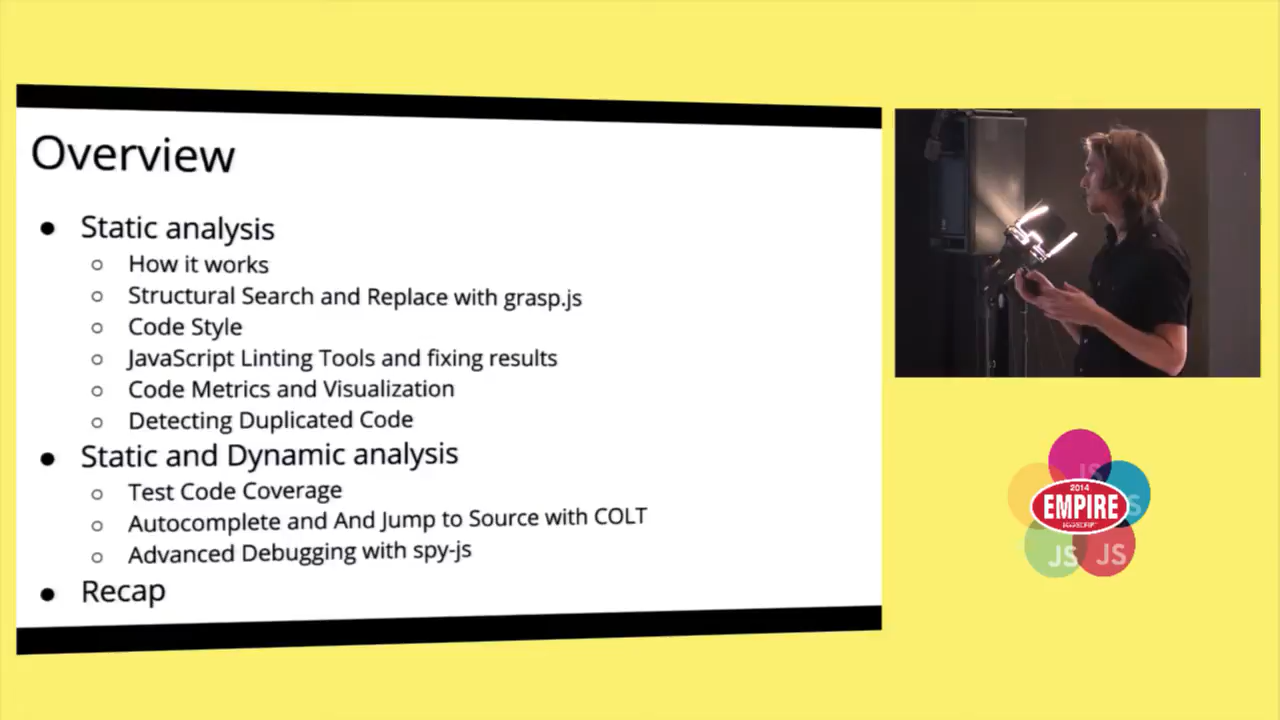 Overview
● Static analysis
○ How it works
○ Structural Search and Replace with grasp.js
○ Code Style
○ JavaScript Linting Tools and fixing results
○ Code Metrics and Visualization
○ Detecting Duplicated Code
● Static and Dynamic analysis
○ Test Code Coverage
○ Autocomplete and And Jump to Source with COLT
○ Advanced Debugging with spy-js
● Recap
JS
2014
EMPIRE
JAVASCRIPT
JS
JS
JS